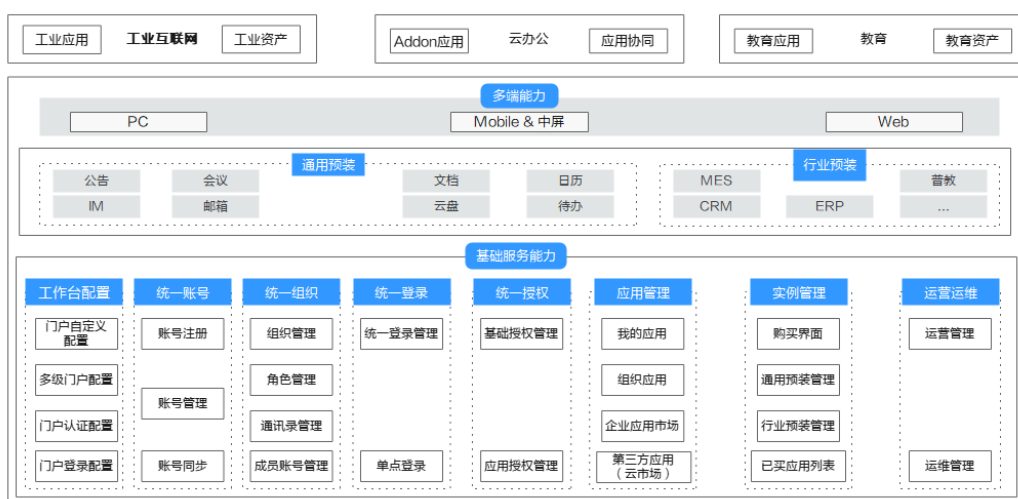 工业应用 工业互联网 工业资产 Addon应用 云办公 应用协同 教育应用 教育 教育资产
多端能力
PC Mobile & 中屏 Web
通用预装 行业预装
公告 会议 文档 日历 MES 普教
IM 邮箱 云盘 待办 CRM ERP ...
基础服务能力
工作台配置 统一账号 统一组织 统一登录 统一授权 应用管理 实例管理 运营运维
门户自定义
配置
账号注册 组织管理 统一登录管理 基础授权管理 我的应用 购买界面 运营管理
多级门户配置 角色管理 组织应用 通用预装管理
账号管理
门户认证配置 通讯录管理 企业应用市场 行业预装管理
门户登录配置 账号同步 成员账号管理 单点登录 应用授权管理
第三方应用
（云市场）
已买应用列表 运维管理